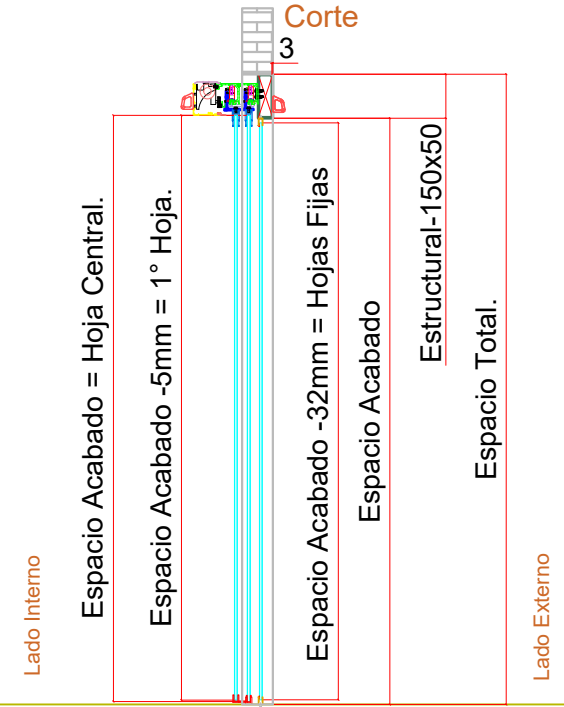 Corte
3
Espacio Acabado = Hoja Central.
Espacio Acabado -5mm = 1° Hoja.
Espacio Acabado -32mm = Hojas Fijas
Espacio Acabado
Estructural-150x50
Espacio Total.
Lado Interno
Lado Externo